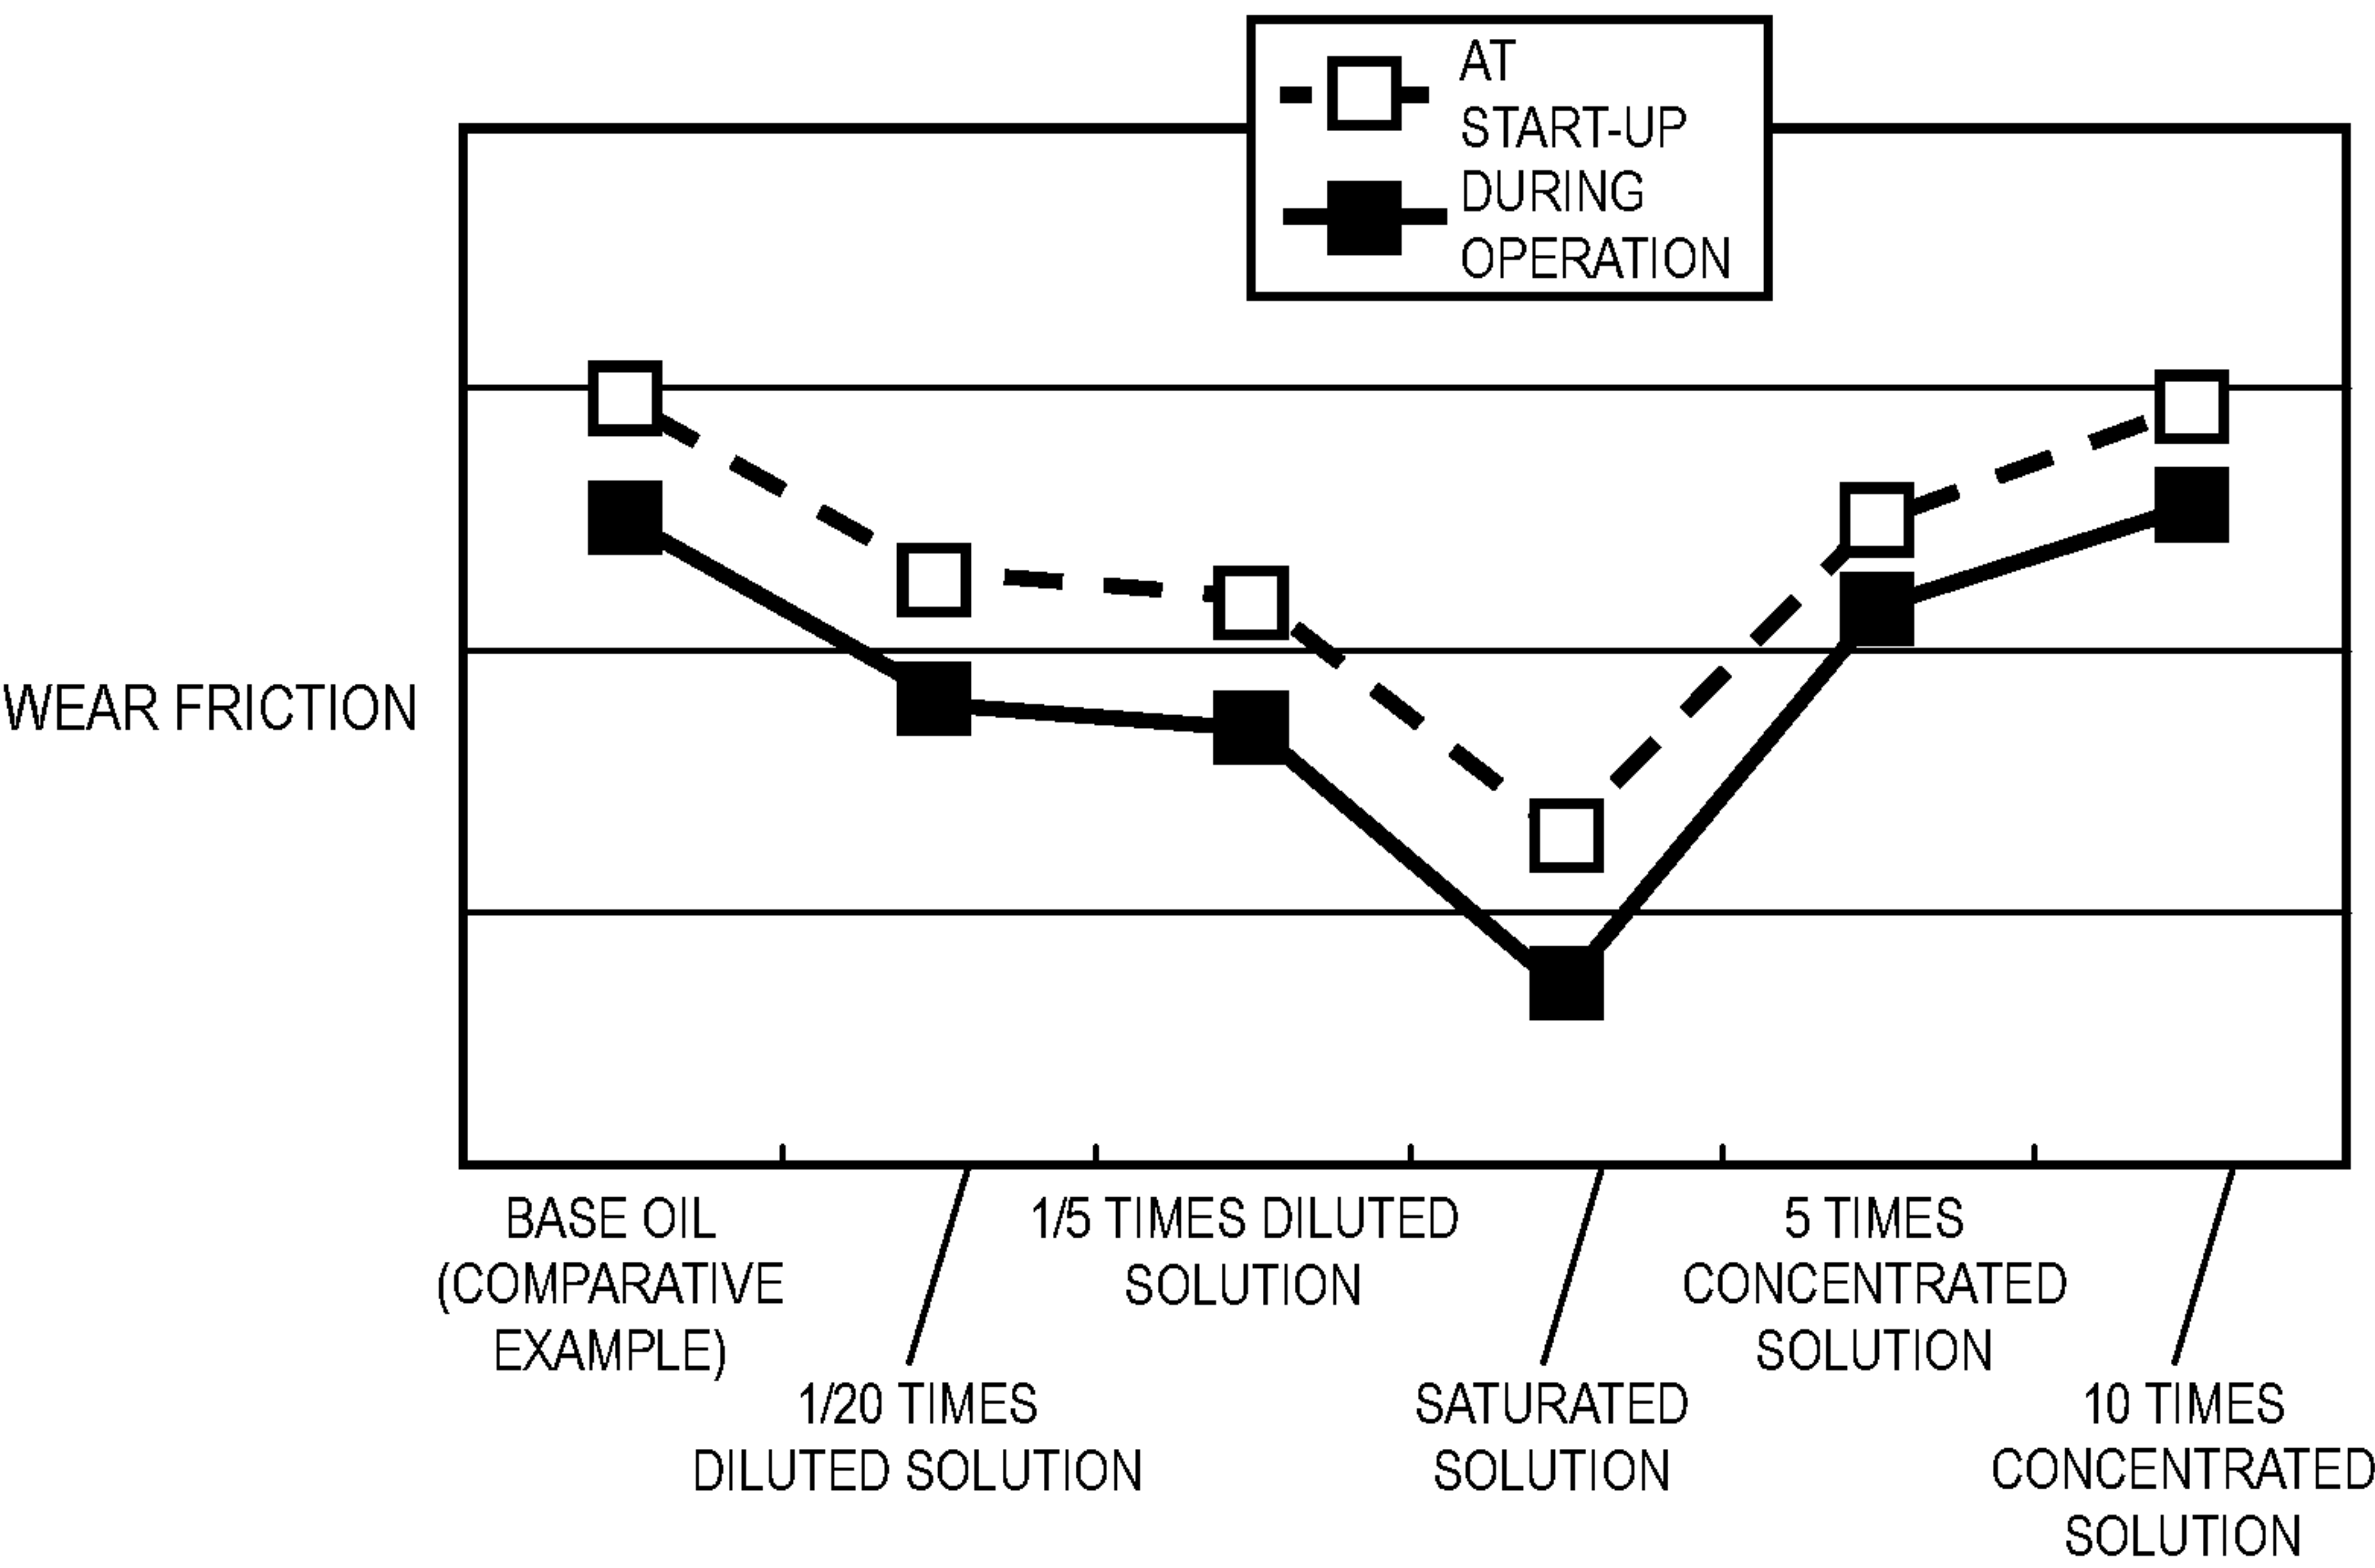 AT
START-UP
DURING
OPERATION
WEAR FRICTION
BASE OIL
(COMPARATIVE
EXAMPLE)
1/20 TIMES
DILUTED SOLUTION
1/5 TIMES DILUTED
SOLUTION
SATURATED
SOLUTION
5 TIMES
CONCENTRATED
SOLUTION
10 TIMES
CONCENTRATED
SOLUTION